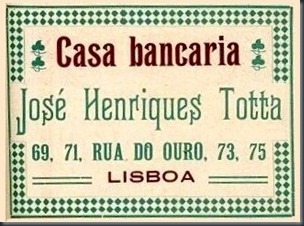 Casa bancaria
José Henriques Totta
69, 71, RUA DO OURO, 73, 75
LISBOA